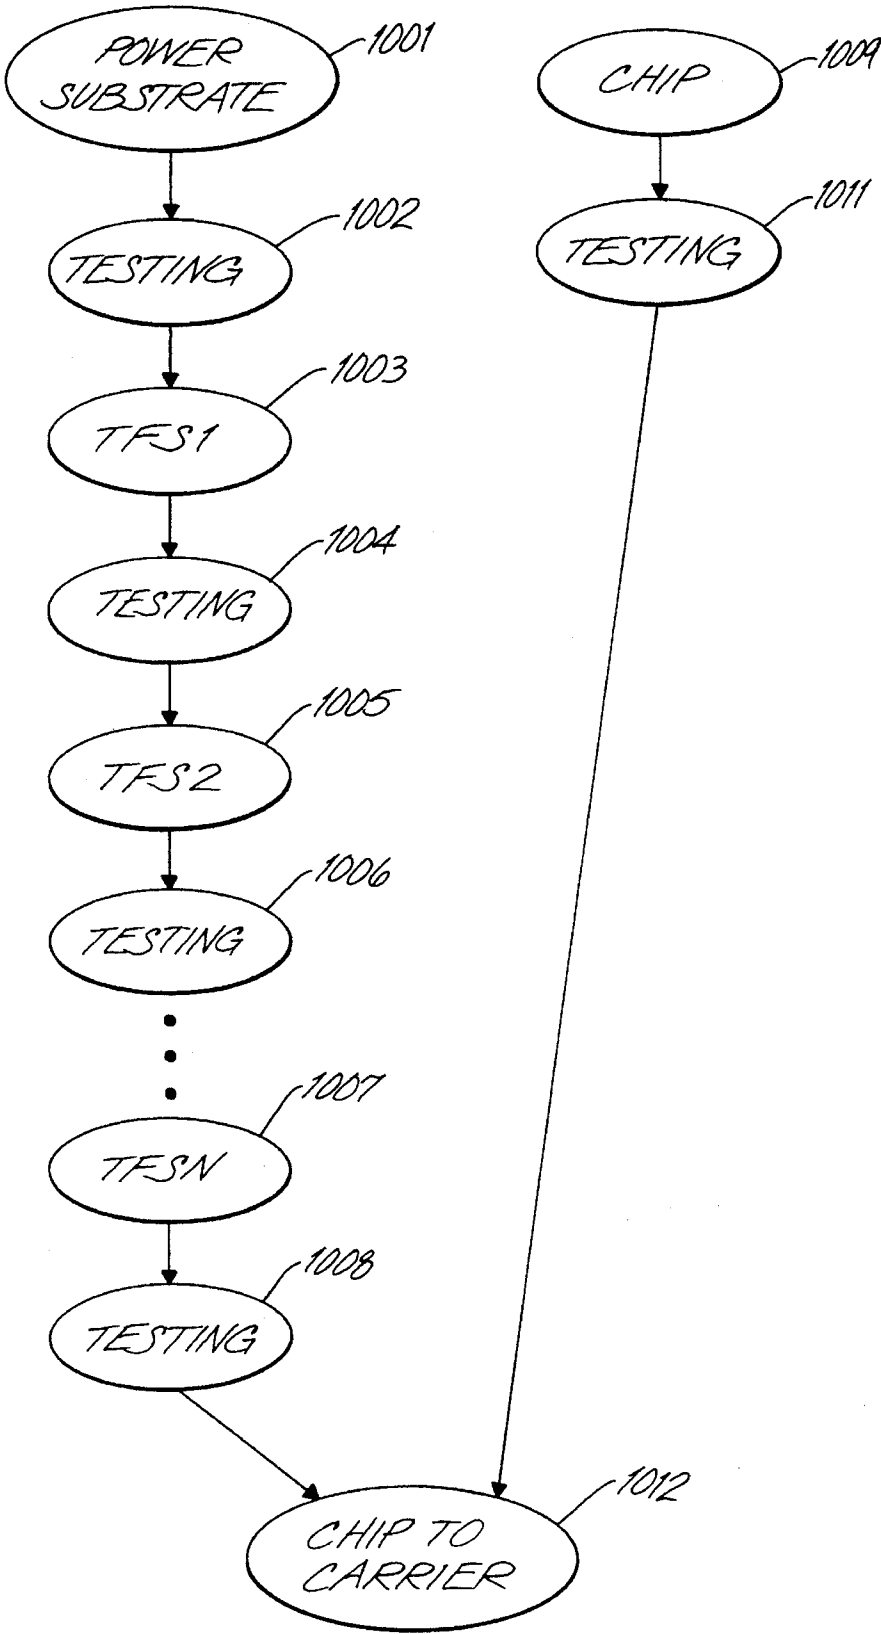 POWER
SUBSTRATE
1001
TESTING
1002
TFS1
1003
TESTING
1004
TFS2
1005
TESTING
1006
TFSN
1007
TESTING
1008
CHIP
1009
TESTING
1011
CHIP TO
CARRIER
1012